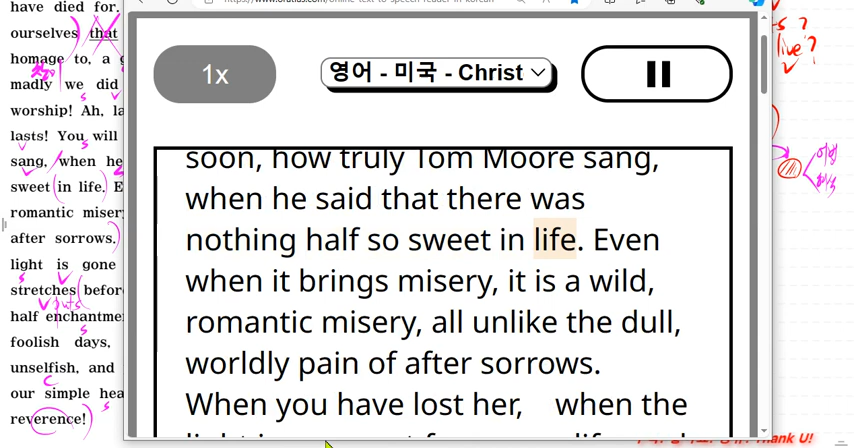 have died for.
ourselves that
homage to, a
madly we did
worship! Ah,
lasts! You will
sang, when he
sweet in life.
romantic
after sorrows.
light is gone
stretches
puts
half
foolish days,
unselfish, and
our simple
reverence!
1x
영어 - 미국 - Christ
soon, how truly Tom Moore sang,
when he said that there was
nothing half so sweet in life. Even
when it brings misery, it is a wild,
romantic misery, all unlike the dull,
worldly pain of after sorrows.
When you have lost her, when the
live?
Thank U!